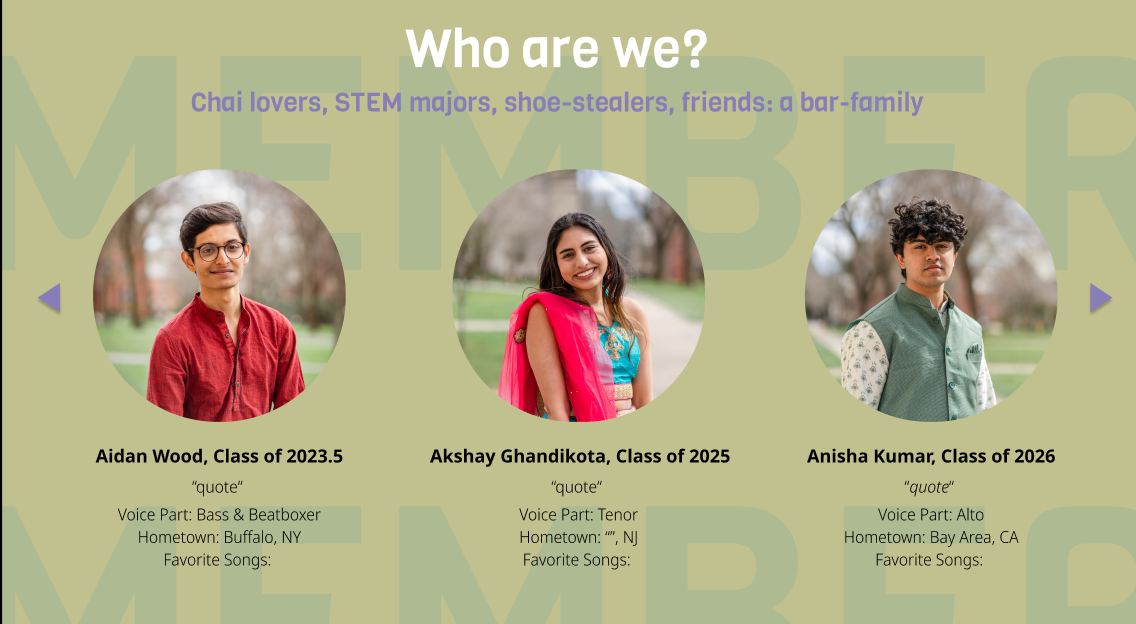 Who are we?
Chai lovers, STEM majors, shoe-stealers, friends: a bar-family
MEMBER
Aidan Wood, Class of 2023.5
Akshay Ghandikota, Class of 2025
Anisha Kumar, Class of 2026
“quote“
“quote“
“quote“
Voice Part: Bass & Beatboxer
Hometown: Buffalo, NY
Favorite Songs:
Voice Part: Tenor
Hometown: “”, NJ
Favorite Songs:
Voice Part: Alto
Hometown: Bay Area, CA
Favorite Songs:
MEMBER